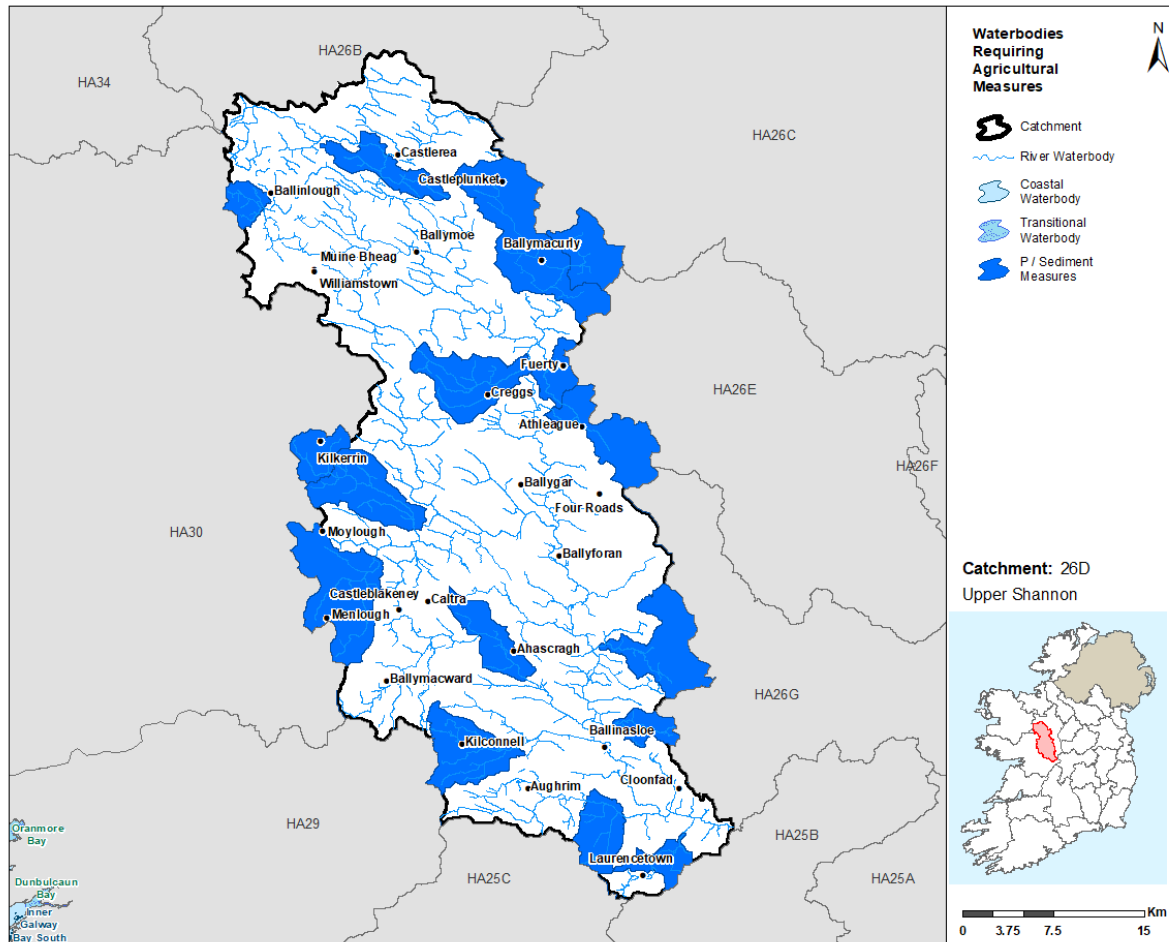 HA26B
HA34
HA26C
Castlerea
Castleplunket
Ballinlough
Ballymoe
Ballymacurly
Muine Bheag
Williamstown
Fuerty
Creggs
HA26E
Athleague
Kilkerrin
HA26F
Ballygar
Four Roads
HA30
Moylough
Ballyforan
Castleblakeney
Caltra
Menlough
Ahascragh
Ballymacward
HA26G
Kilconnell
Ballinasloe
Aughrim
Cloonfad
HA29
HA25B
Oranmore
Bay
Laurencetown
HA25C
HA25A
Dunbulcaun
Bay
Inner
Galway
Bay South
Waterbodies
Requiring
Agricultural
Measures
N
Catchment
River Waterbody
Coastal
Waterbody
Transitional
Waterbody
P / Sediment
Measures
Catchment: 26D
Upper Shannon
Km
0 3.75 7.5 15